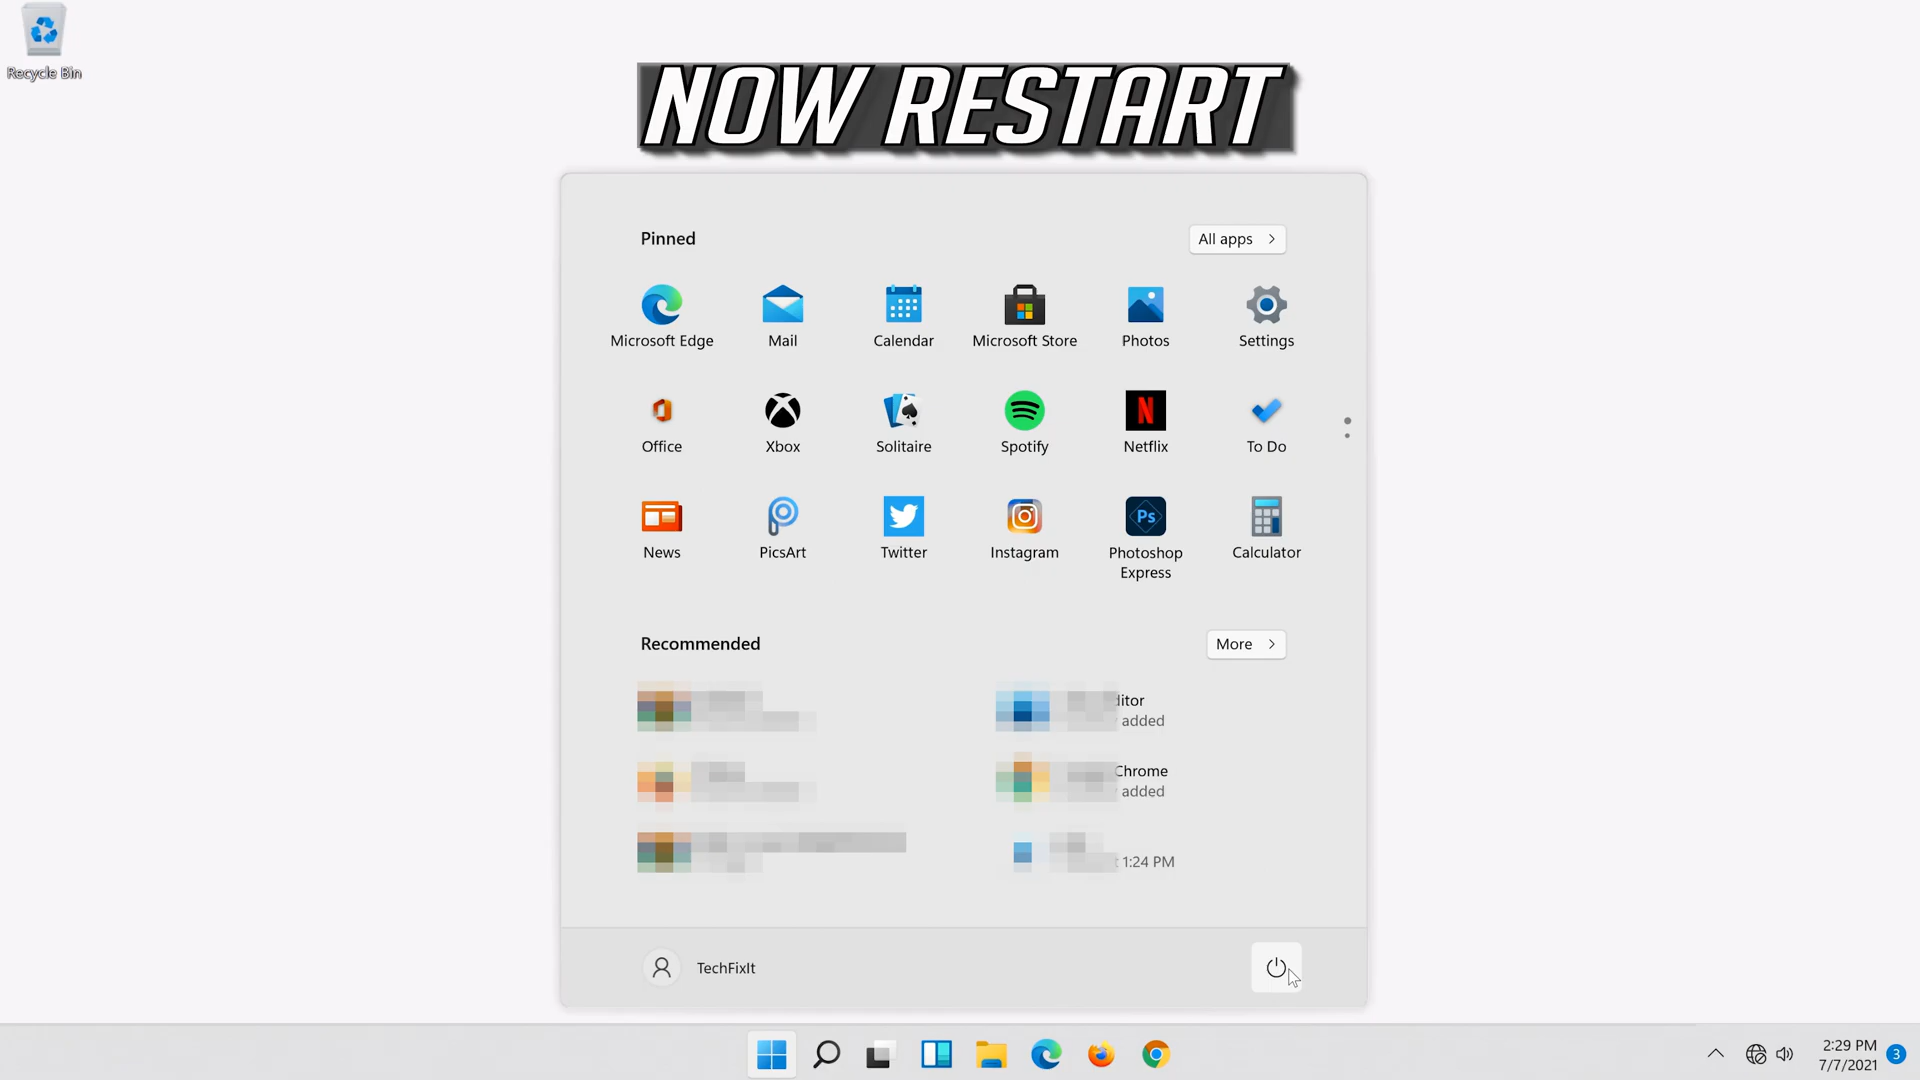 Recycle Bin
NOW RESTART
Pinned
All apps
Microsoft Edge
Mail
Calendar
Microsoft Store
Photos
Settings
Office
Xbox
Solitaire
Spotify
Netflix
To Do
News
PicsArt
Twitter
Instagram
Photoshop
Express
Calculator
Ps
Recommended
More
ditor
added
Chrome
added
1:24 PM
TechFixIt
2:29 PM
7/7/2021
3